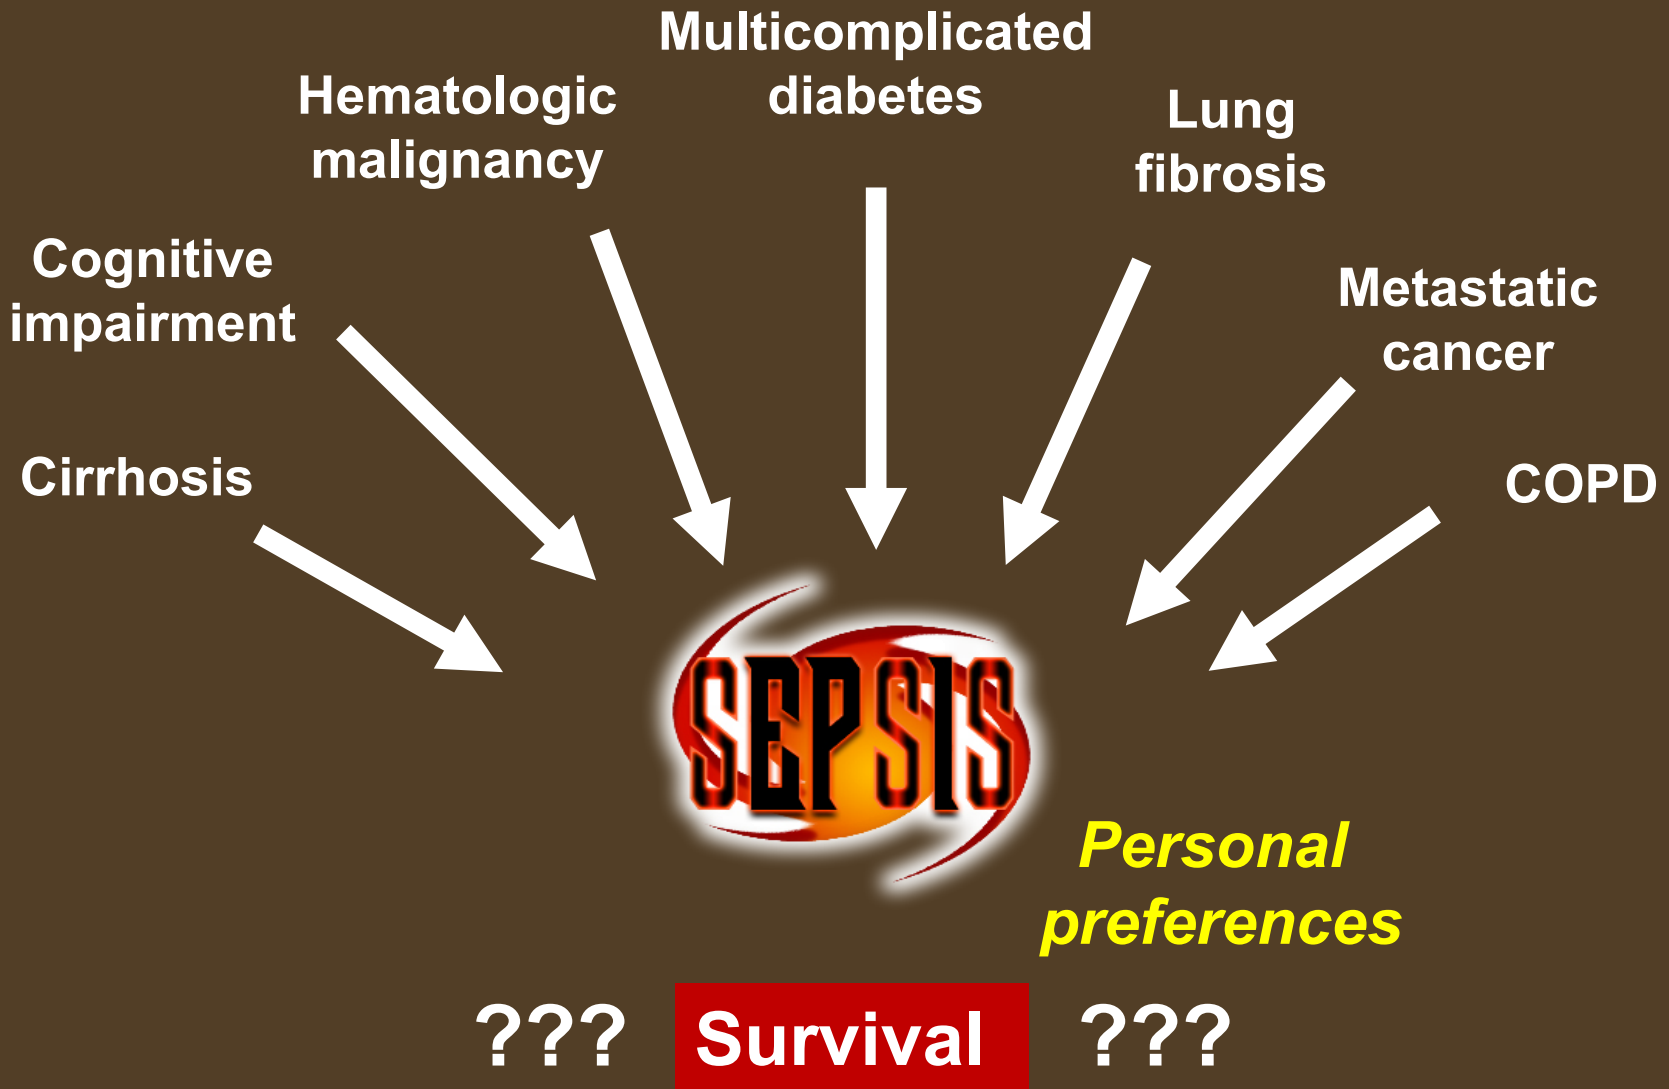 Multicomplicated
diabetes
Hematologic
malignancy
Lung
fibrosis
Cognitive
impairment
Metastatic
cancer
Cirrhosis
COPD
SEPSIS
Personal
preferences
??? Survival ???